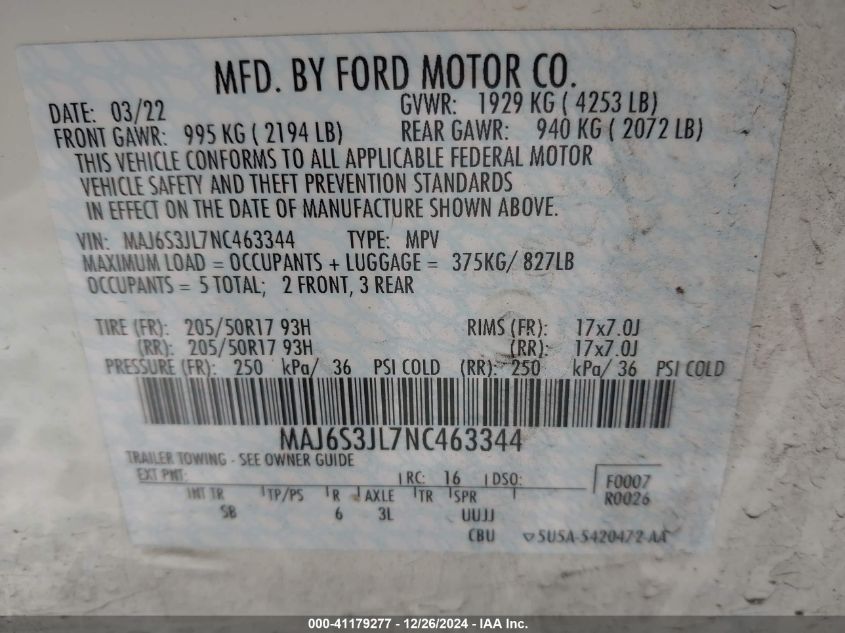 MFD. BY FORD MOTOR CO.
DATE: 03/22 GVWR: 1929 KG ( 4253 LB)
FRONT GAWR: 995 KG ( 2194 LB) REAR GAWR: 940 KG ( 2072 LB)
THIS VEHICLE CONFORMS TO ALL APPLICABLE FEDERAL MOTOR
VEHICLE SAFETY AND THEFT PREVENTION STANDARDS
IN EFFECT ON THE DATE OF MANUFACTURE SHOWN ABOVE.
VIN: MAJ6S3JL7NC463344 TYPE: MPV
MAXIMUM LOAD = OCCUPANTS + LUGGAGE = 375KG/ 827LB
OCCUPANTS = 5 TOTAL; 2 FRONT, 3 REAR
TIRE (FR): 205/50R17 93H RIMS (FR): 17x7.0J
(RR): 205/50R17 93H (RR): 17x7.0J
PRESSURE (FR): 250 kPa/ 36 PSI COLD (RR): 250 kPa/ 36 PSI COLD
MAJ6S3JL7NC463344
TRAILER TOWING - SEE OWNER GUIDE
EXT PNT: RC: 16 DSO: F0007
INT TR TP/PS R AXLE TR SPR R0026
SB 6 3L UUJJ
CBU 5U5A-S420472-AA
000-41179277 - 12/26/2024 - IAA Inc.